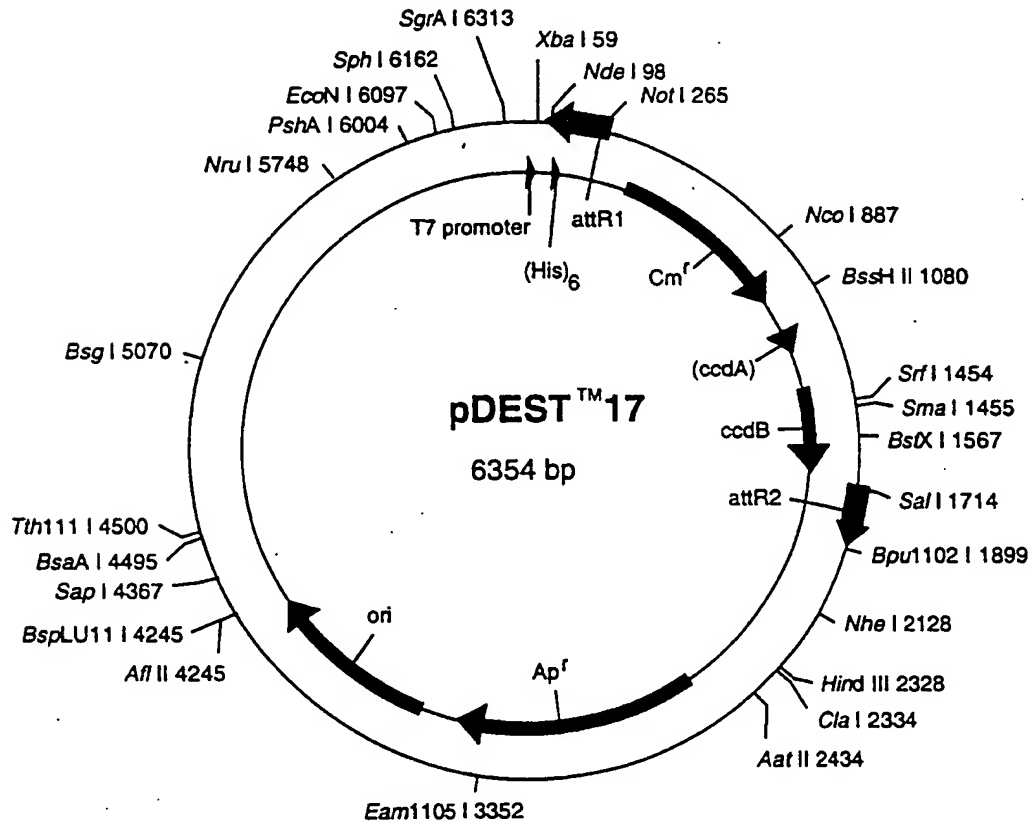 SgrA I 6313
Xba I 59
Sph I 6162
Nde I 98
EcoN I 6097
Not I 265
PshA I 6004
Nru I 5748
T7 promoter
attR1
(His)6
Cmr
Nco I 887
BssH II 1080
Bsg I 5070
(ccdA)
Srf I 1454
pDEST™17
Sma I 1455
ccdB
BstX I 1567
6354 bp
attR2
Sal I 1714
Tth111 I 4500
BsaA I 4495
Bpu1102 I 1899
Sap I 4367
ori
BspLU11 I 4245
Nhe I 2128
Afl II 4245
Apr
Hind III 2328
Cla I 2334
Aat II 2434
Eam1105 I 3352